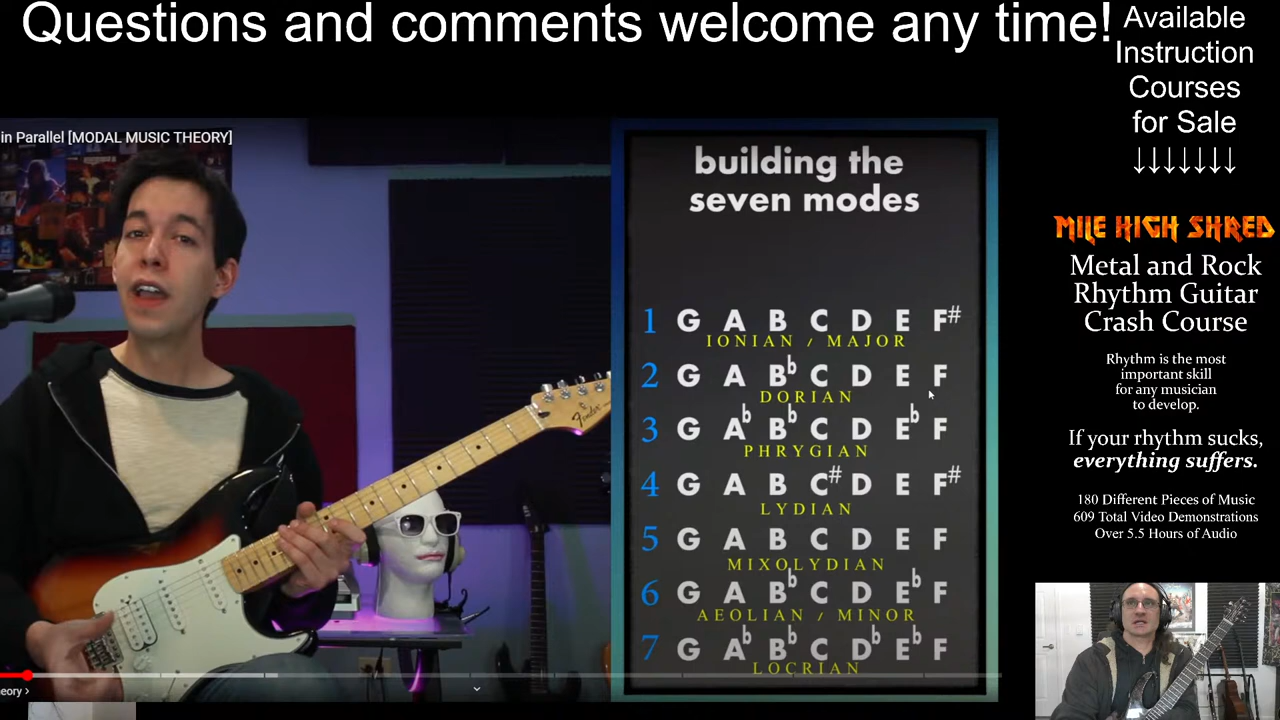 Questions and comments welcome any time!
Available
Instruction
Courses
for Sale
↓↓↓↓↓↓↓
in Parallel [MODAL MUSIC THEORY]
building the
seven modes
1 G A B C D E F#
IONIAN / MAJOR
2 G A B♭ C D E F
DORIAN
3 G A♭ B♭ C D E♭ F
PHRYGIAN
4 G A B C# D E F#
LYDIAN
5 G A B C D E F
MIXOLYDIAN
6 G A B♭ C D E♭ F
AEOLIAN / MINOR
7 G A♭ B♭ C D♭ E♭ F
LOCRIAN
Fender
eory ›
MILE HIGH SHRED
Metal and Rock
Rhythm Guitar
Crash Course
Rhythm is the most
important skill
for any musician
to develop.
If your rhythm sucks,
everything suffers.
180 Different Pieces of Music
609 Total Video Demonstrations
Over 5.5 Hours of Audio